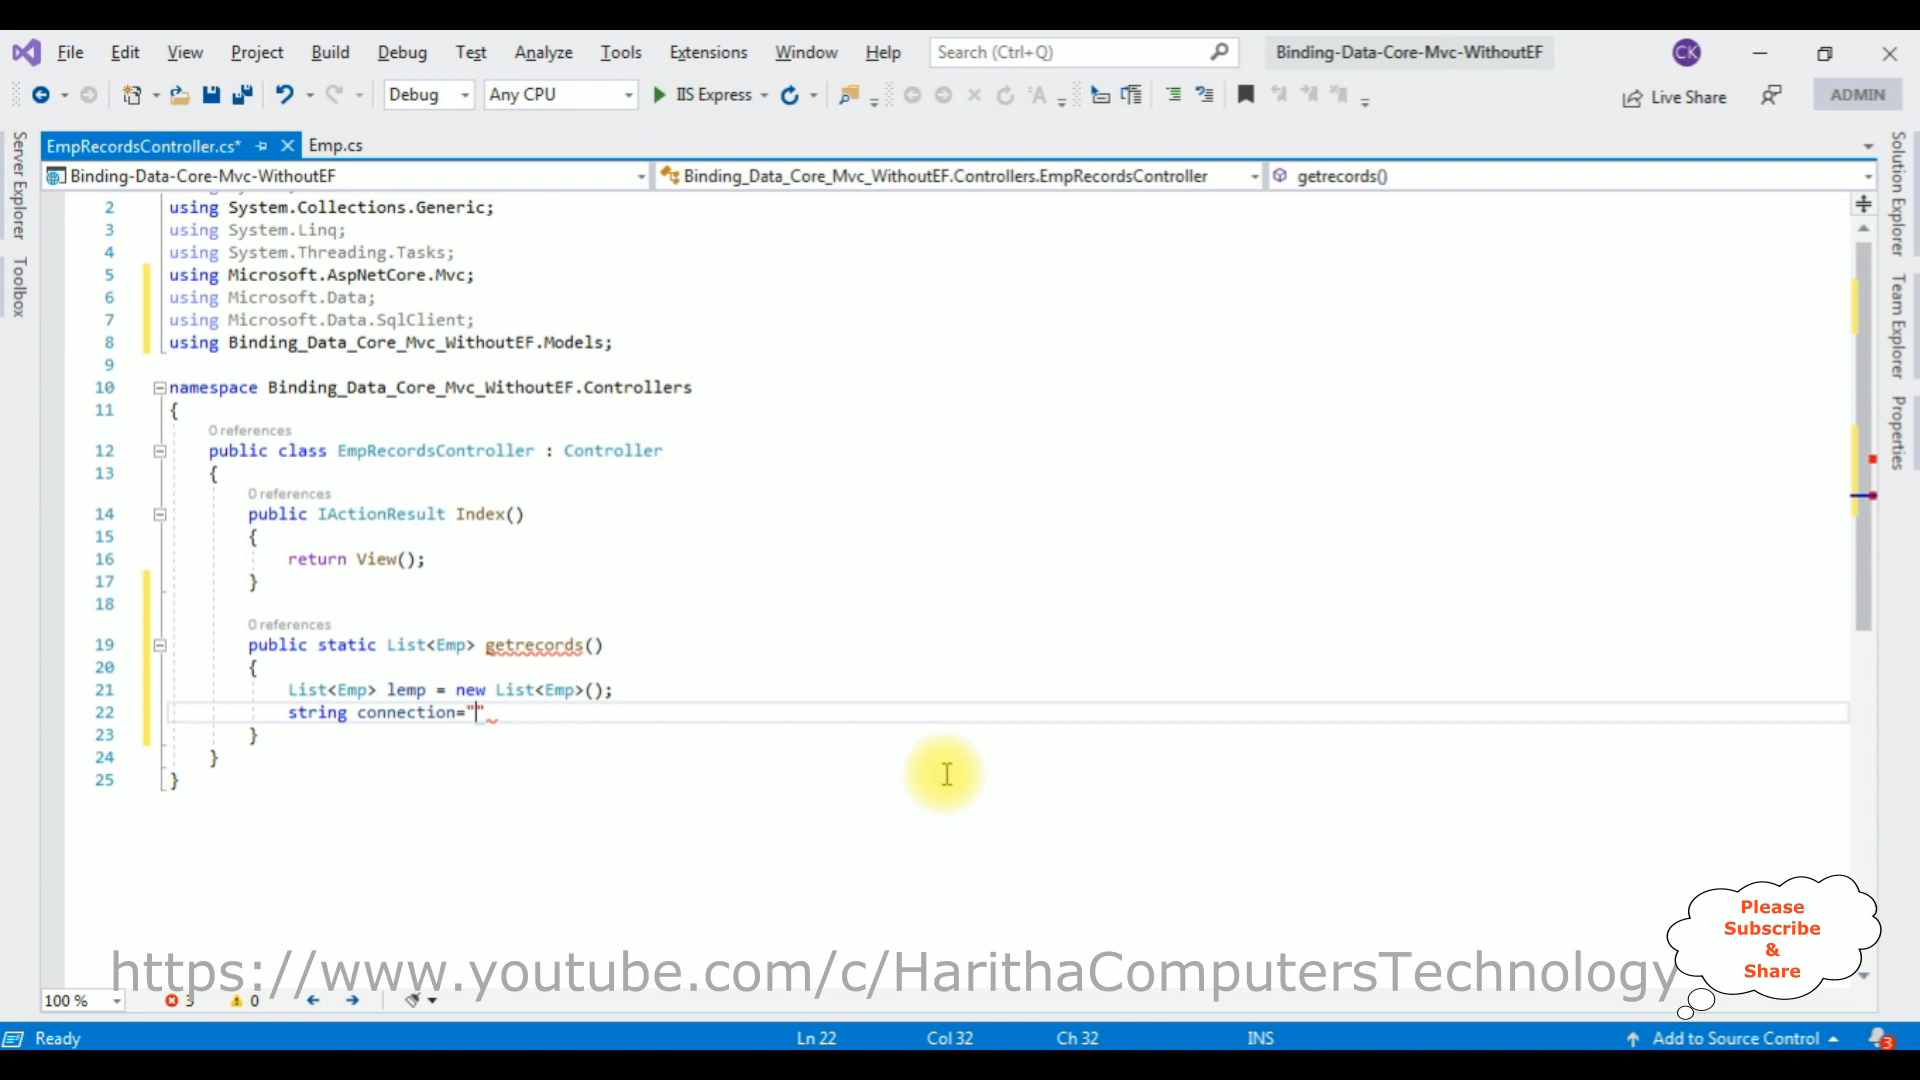 File Edit View Project Build Debug Test Analyze Tools Extensions Window Help Search (Ctrl+Q) Binding-Data-Core-Mvc-WithoutEF CK
Debug Any CPU IIS Express Live Share ADMIN
EmpRecordsController.cs* Emp.cs
Binding-Data-Core-Mvc-WithoutEF Binding_Data_Core_Mvc_WithoutEF.Controllers.EmpRecordsController getrecords()
Server Explorer
Toolbox
2 using System.Collections.Generic;
3 using System.Linq;
4 using System.Threading.Tasks;
5 using Microsoft.AspNetCore.Mvc;
6 using Microsoft.Data;
7 using Microsoft.Data.SqlClient;
8 using Binding_Data_Core_Mvc_WithoutEF.Models;
9
10 namespace Binding_Data_Core_Mvc_WithoutEF.Controllers
11 {
0 references
12 public class EmpRecordsController : Controller
13 {
0 references
14 public IActionResult Index()
15 {
16 return View();
17 }
18
0 references
19 public static List<Emp> getrecords()
20 {
21 List<Emp> lemp = new List<Emp>();
22 string connection=""
23 }
24 }
25 }
Solution Explorer
Team Explorer
Properties
Please
Subscribe
&
Share
https://www.youtube.com/c/HarithaComputersTechnology
100 % 3 0
Ready Ln 22 Col 32 Ch 32 INS Add to Source Control 3